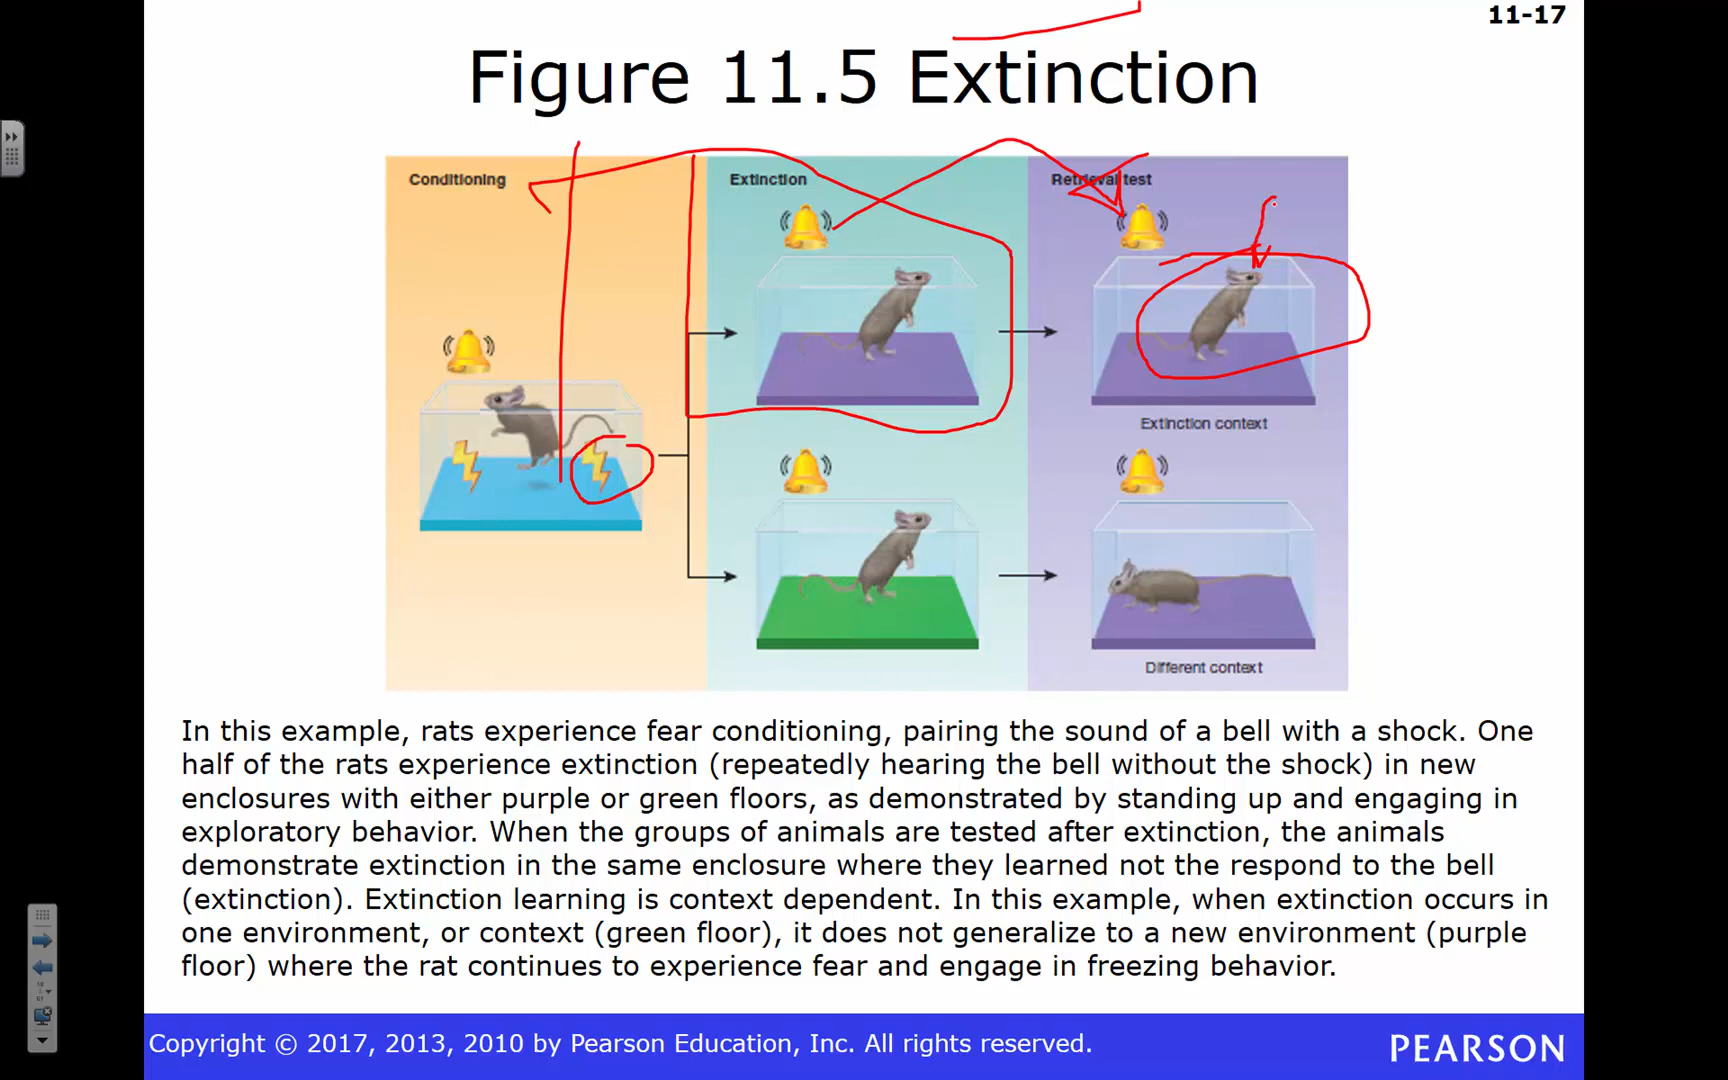 11-17
Figure 11.5 Extinction
Conditioning
Extinction
Retrieval test
Extinction context
Different context
In this example, rats experience fear conditioning, pairing the sound of a bell with a shock. One
half of the rats experience extinction (repeatedly hearing the bell without the shock) in new
enclosures with either purple or green floors, as demonstrated by standing up and engaging in
exploratory behavior. When the groups of animals are tested after extinction, the animals
demonstrate extinction in the same enclosure where they learned not the respond to the bell
(extinction). Extinction learning is context dependent. In this example, when extinction occurs in
one environment, or context (green floor), it does not generalize to a new environment (purple
floor) where the rat continues to experience fear and engage in freezing behavior.
Copyright © 2017, 2013, 2010 by Pearson Education, Inc. All rights reserved.
PEARSON